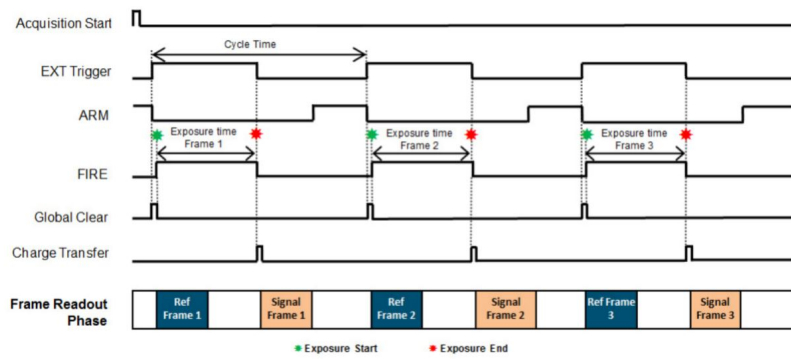 Acquisition Start
Cycle Time
EXT Trigger
ARM
Exposure time
Frame 1
Exposure time
Frame 2
Exposure time
Frame 3
FIRE
Global Clear
Charge Transfer
Frame Readout
Phase
Ref
Frame 1
Signal
Frame 1
Ref
Frame 2
Signal
Frame 2
Ref Frame
3
Signal
Frame 3
Exposure Start
Exposure End